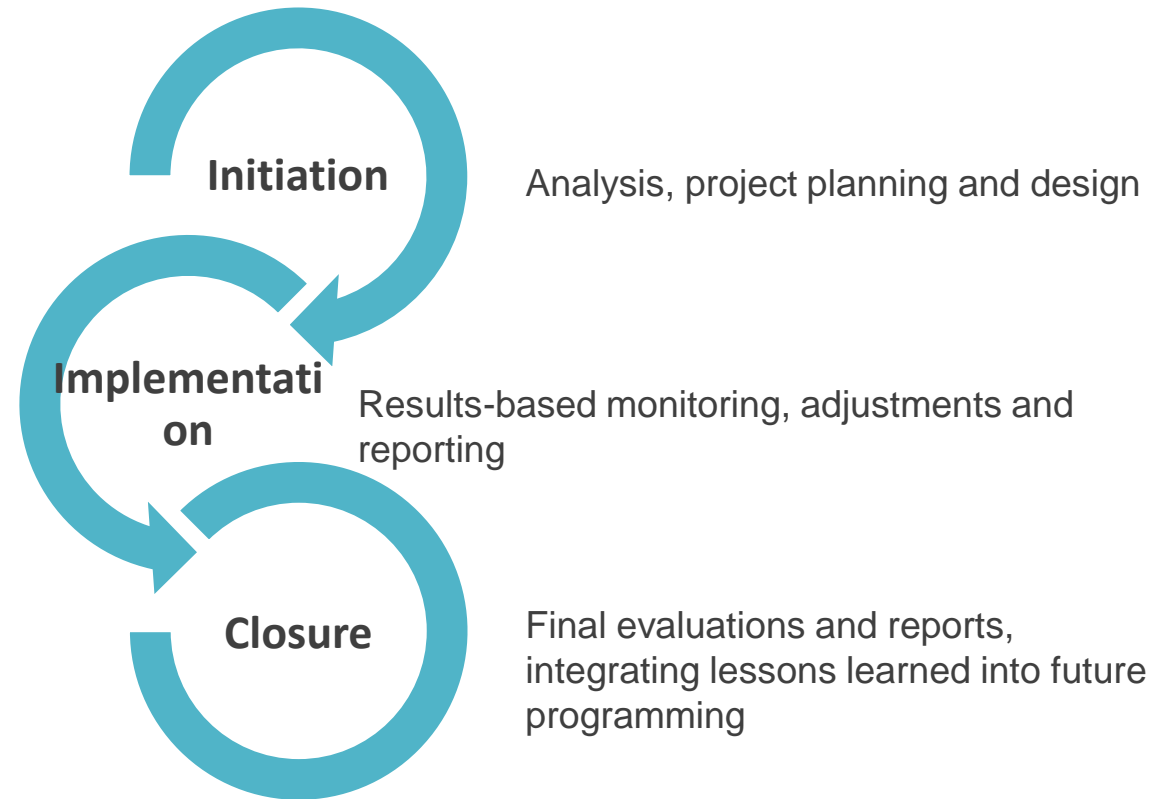 Initiation
Analysis, project planning and design
Implementati
on
Results-based monitoring, adjustments and
reporting
Closure
Final evaluations and reports,
integrating lessons learned into future
programming